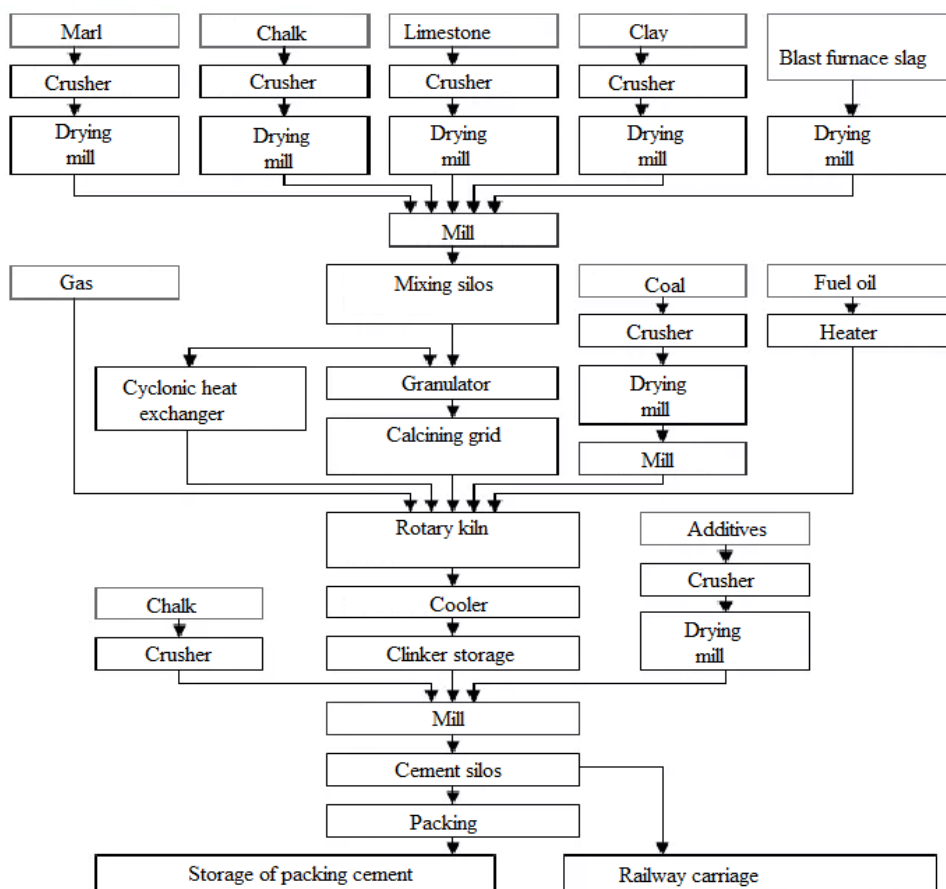 Marl
Chalk
Limestone
Clay
Blast furnace slag
Crusher
Crusher
Crusher
Crusher
Drying
mill
Drying
mill
Drying
mill
Drying
mill
Drying
mill
Mill
Gas
Mixing silos
Coal
Fuel oil
Crusher
Heater
Cyclonic heat
exchanger
Granulator
Drying
mill
Calcining grid
Mill
Rotary kiln
Additives
Crusher
Chalk
Cooler
Drying
mill
Crusher
Clinker storage
Mill
Cement silos
Packing
Storage of packing cement
Railway carriage